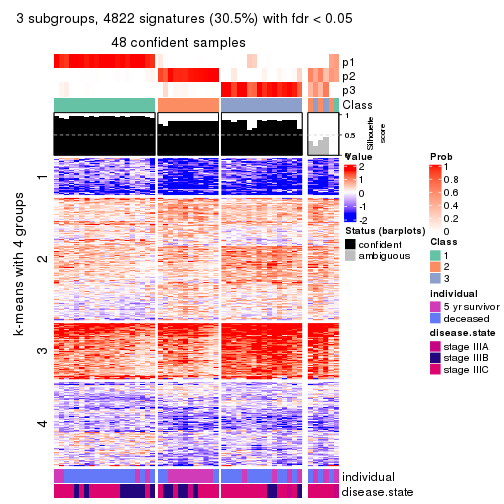 3 subgroups, 4822 signatures (30.5%) with fdr < 0.05
48 confident samples
p1
p2
p3
Class
1
0.5
0
Silhouette
score
k-means with 4 groups
1
2
3
4
individual
disease.state
Value
2
1
0
-1
-2
Status (barplots)
confident
ambiguous
Prob
1
0.8
0.6
0.4
0.2
0
Class
1
2
3
individual
5 yr survivor
deceased
disease.state
stage IIIA
stage IIIB
stage IIIC